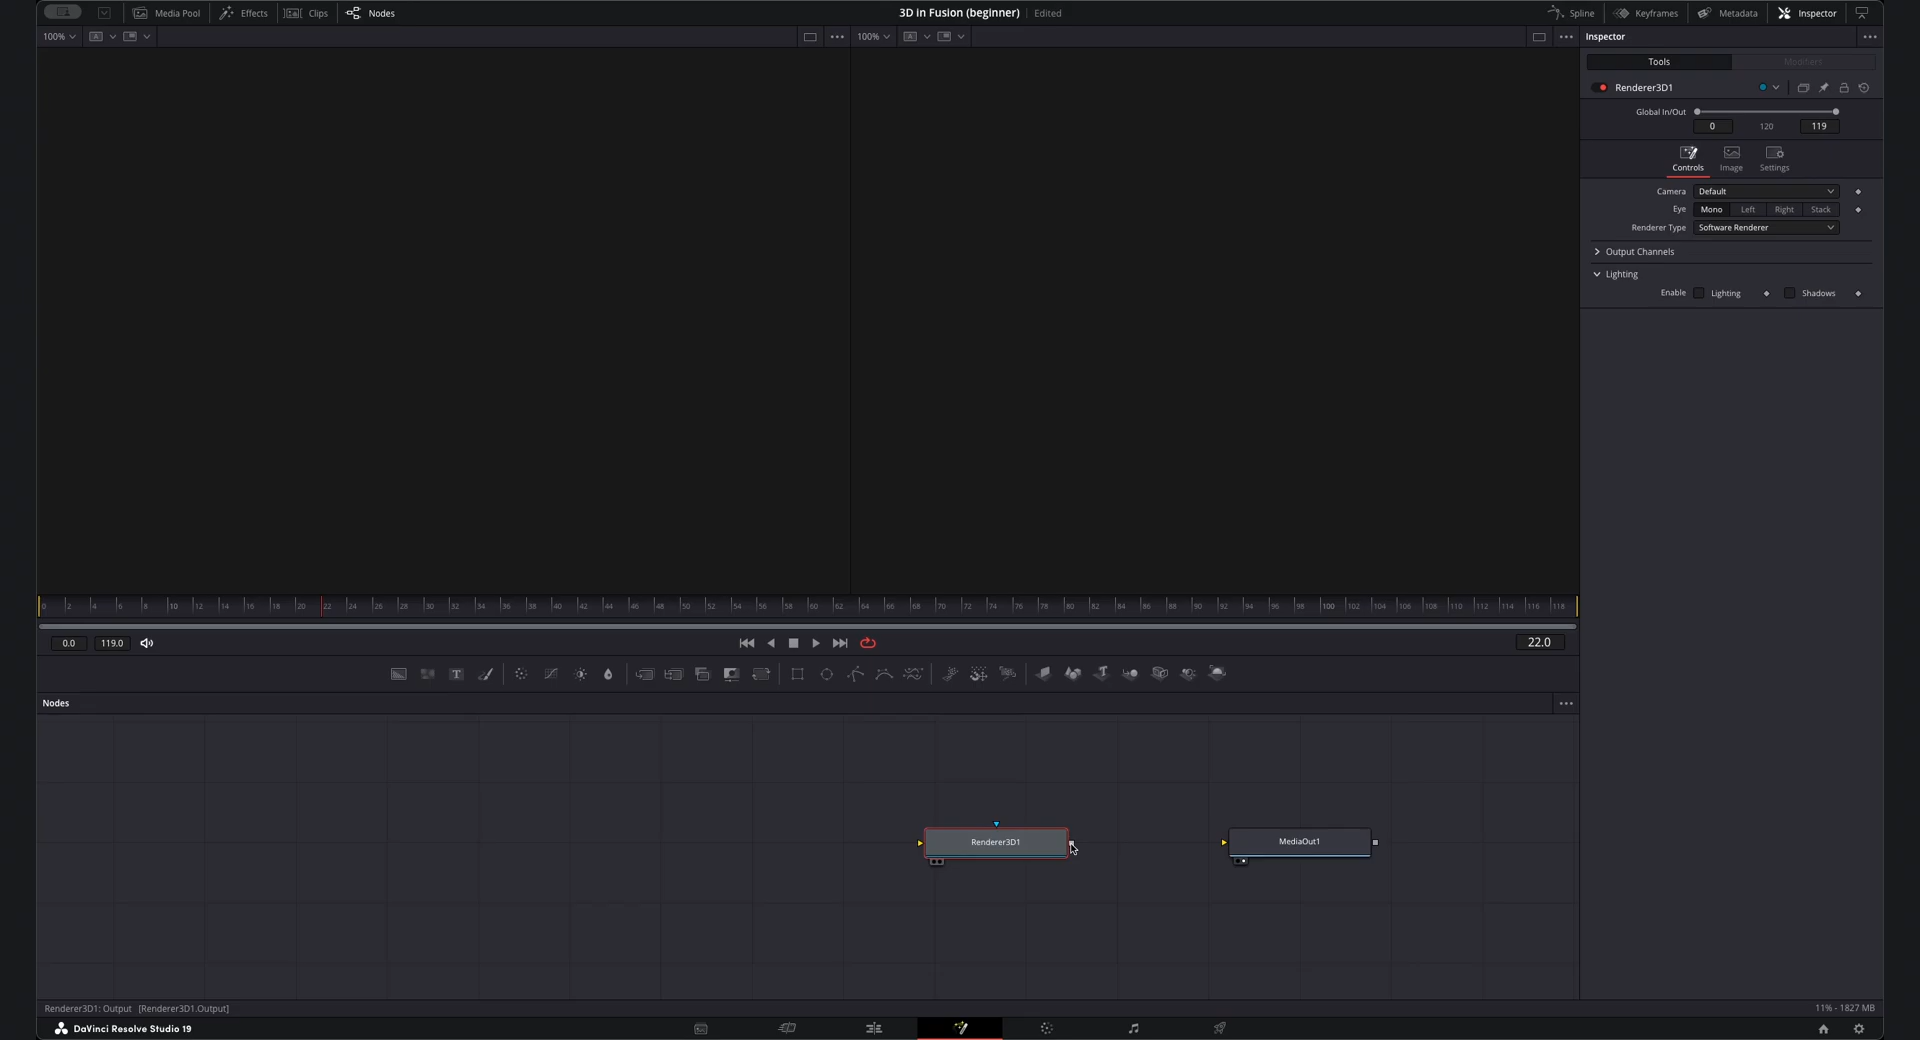 Media Pool Effects Clips Nodes 3D in Fusion (beginner) Edited Spline Keyframes Metadata Inspector
100% 100% Inspector
Tools Modifiers
Renderer3D1
Global In/Out
0 120 119
Controls Image Settings
Camera Default
Eye Mono Left Right Stack
Renderer Type Software Renderer
Output Channels
Lighting
Enable Lighting Shadows
0 2 4 6 8 10 12 14 16 18 20 22 24 26 28 30 32 34 36 38 40 42 44 46 48 50 52 54 56 58 60 62 64 66 68 70 72 74 76 78 80 82 84 86 88 90 92 94 96 98 100 102 104 106 108 110 112 114 116 118
0.0 119.0 22.0
Nodes
Renderer3D1 MediaOut1
Renderer3D1: Output [Renderer3D1.Output] 11% - 1827 MB
DaVinci Resolve Studio 19